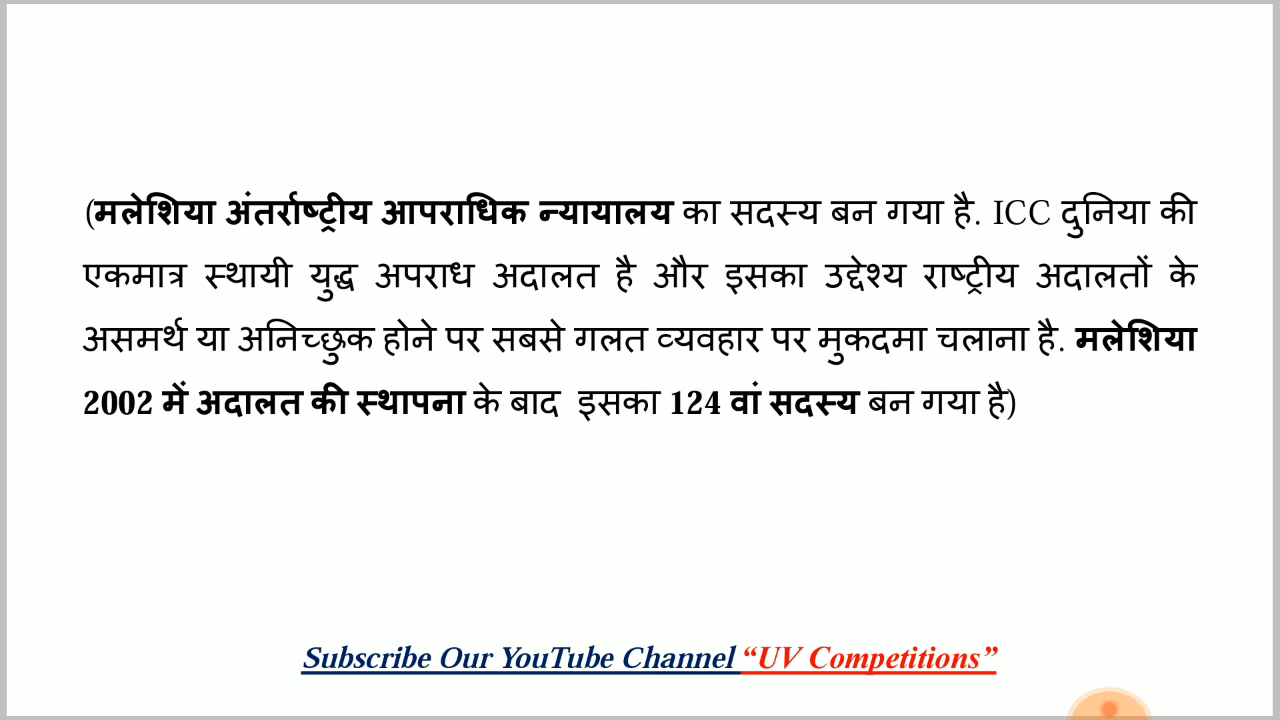 (मलेशिया अंतर्राष्ट्रीय आपराधिक न्यायालय का सदस्य बन गया है. ICC दुनिया की
एकमात्र स्थायी युद्ध अपराध अदालत है और इसका उद्देश्य राष्ट्रीय अदालतों के
असमर्थ या अनिच्छुक होने पर सबसे गलत व्यवहार पर मुकदमा चलाना है. मलेशिया
2002 में अदालत की स्थापना के बाद इसका 124 वां सदस्य बन गया है)
Subscribe Our YouTube Channel “UV Competitions”